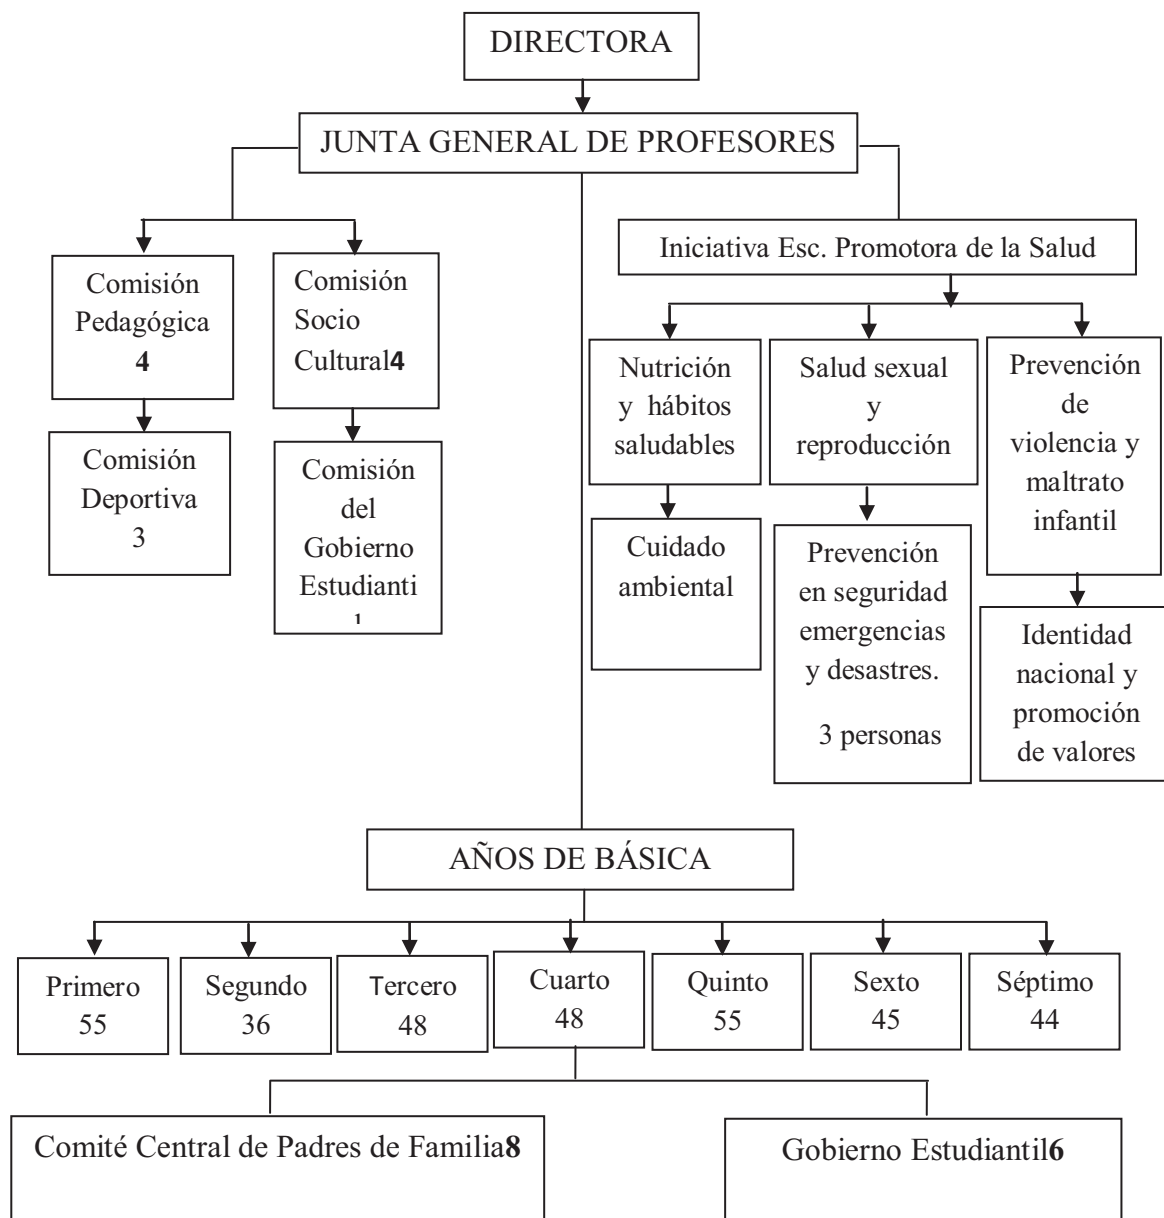 DIRECTORA
JUNTA GENERAL DE PROFESORES
Comisión
Pedagógica
4
Comisión
Socio
Cultural4
Iniciativa Esc. Promotora de la Salud
Comisión
Deportiva
3
Comisión
del
Gobierno
Estudianti
Nutrición
y hábitos
saludables
Salud sexual
y
reproducción
Prevención
de
violencia y
maltrato
infantil
Cuidado
ambiental
Prevención
en seguridad
emergencias
y desastres.
3 personas
Identidad
nacional y
promoción
de valores
AÑOS DE BÁSICA
Primero
55
Segundo
36
Tercero
48
Cuarto
48
Quinto
55
Sexto
45
Séptimo
44
Comité Central de Padres de Familia8
Gobierno Estudiantil6